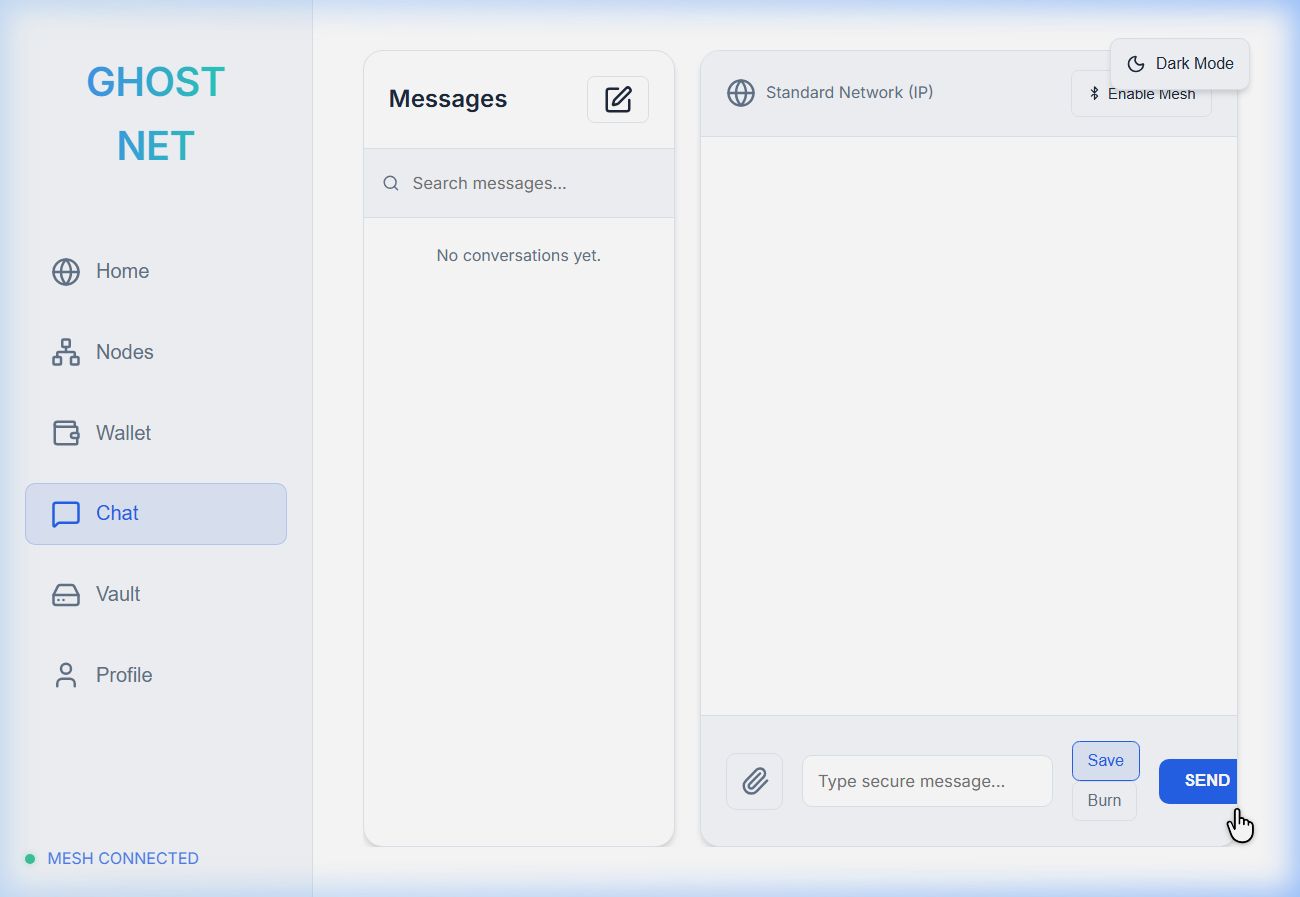 GHOST
NET
Home
Nodes
Wallet
Chat
Vault
Profile
MESH CONNECTED
Messages
Search messages...
No conversations yet.
Standard Network (IP)
Dark Mode
Enable Mesh
Type secure message...
Save
Burn
SEND